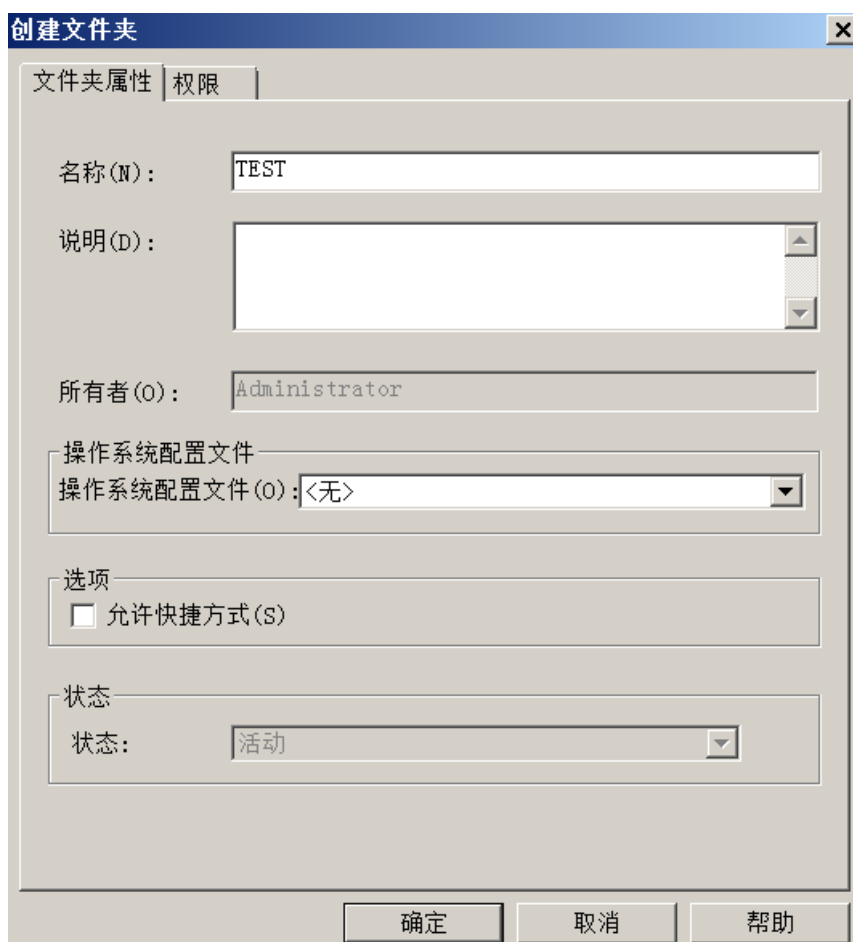 创建文件夹
文件夹属性 权限
名称(N): TEST
说明(D):
所有者(O): Administrator
操作系统配置文件
操作系统配置文件(O): <无>
选项
允许快捷方式(S)
状态
状态: 活动
确定 取消 帮助